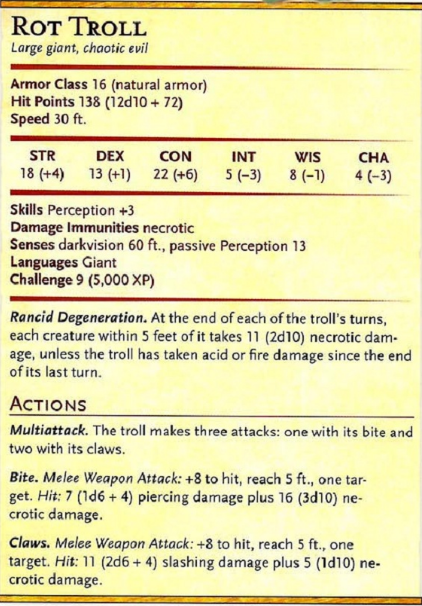 ROT TROLL
Large giant, chaotic evil
Armor Class 16 (natural armor)
Hit Points 138 (12d10 + 72)
Speed 30 ft.
STR DEX CON INT WIS CHA
18 (+4) 13 (+1) 22 (+6) 5 (−3) 8 (−1) 4 (−3)
Skills Perception +3
Damage Immunities necrotic
Senses darkvision 60 ft., passive Perception 13
Languages Giant
Challenge 9 (5,000 XP)
Rancid Degeneration. At the end of each of the troll's turns,
each creature within 5 feet of it takes 11 (2d10) necrotic dam-
age, unless the troll has taken acid or fire damage since the end
of its last turn.
ACTIONS
Multiattack. The troll makes three attacks: one with its bite and
two with its claws.
Bite. Melee Weapon Attack: +8 to hit, reach 5 ft., one tar-
get. Hit: 7 (1d6 + 4) piercing damage plus 16 (3d10) ne-
crotic damage.
Claws. Melee Weapon Attack: +8 to hit, reach 5 ft., one
target. Hit: 11 (2d6 + 4) slashing damage plus 5 (1d10) ne-
crotic damage.